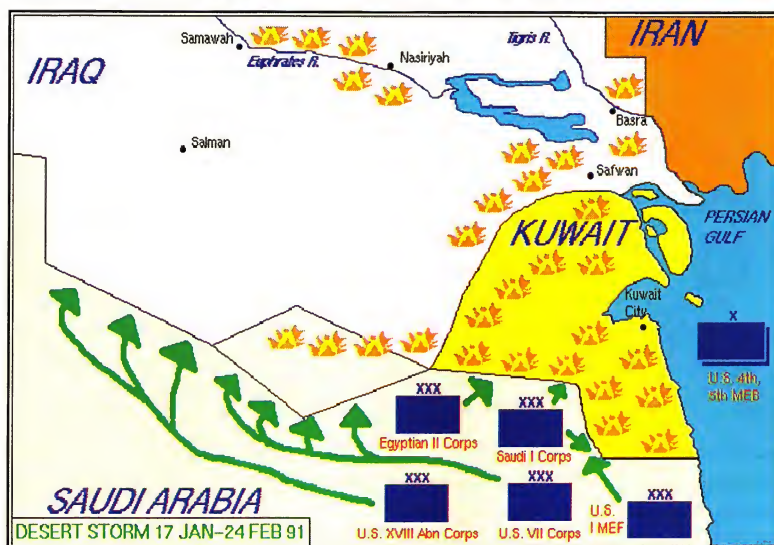 IRAN
Samawah
Tigris R.
Nasiriyah
Euphrates R.
IRAQ
Basra
Salman
Safwan
KUWAIT
PERSIAN
GULF
Kuwait
City
X
U.S. 4th,
5th MEB
XXX
Egyptian II Corps
XXX
Saudi I Corps
XXX
U.S. XVIII Abn Corps
XXX
U.S. VII Corps
U.S.
I MEF
XXX
SAUDI ARABIA
DESERT STORM 17 JAN-24 FEB 91